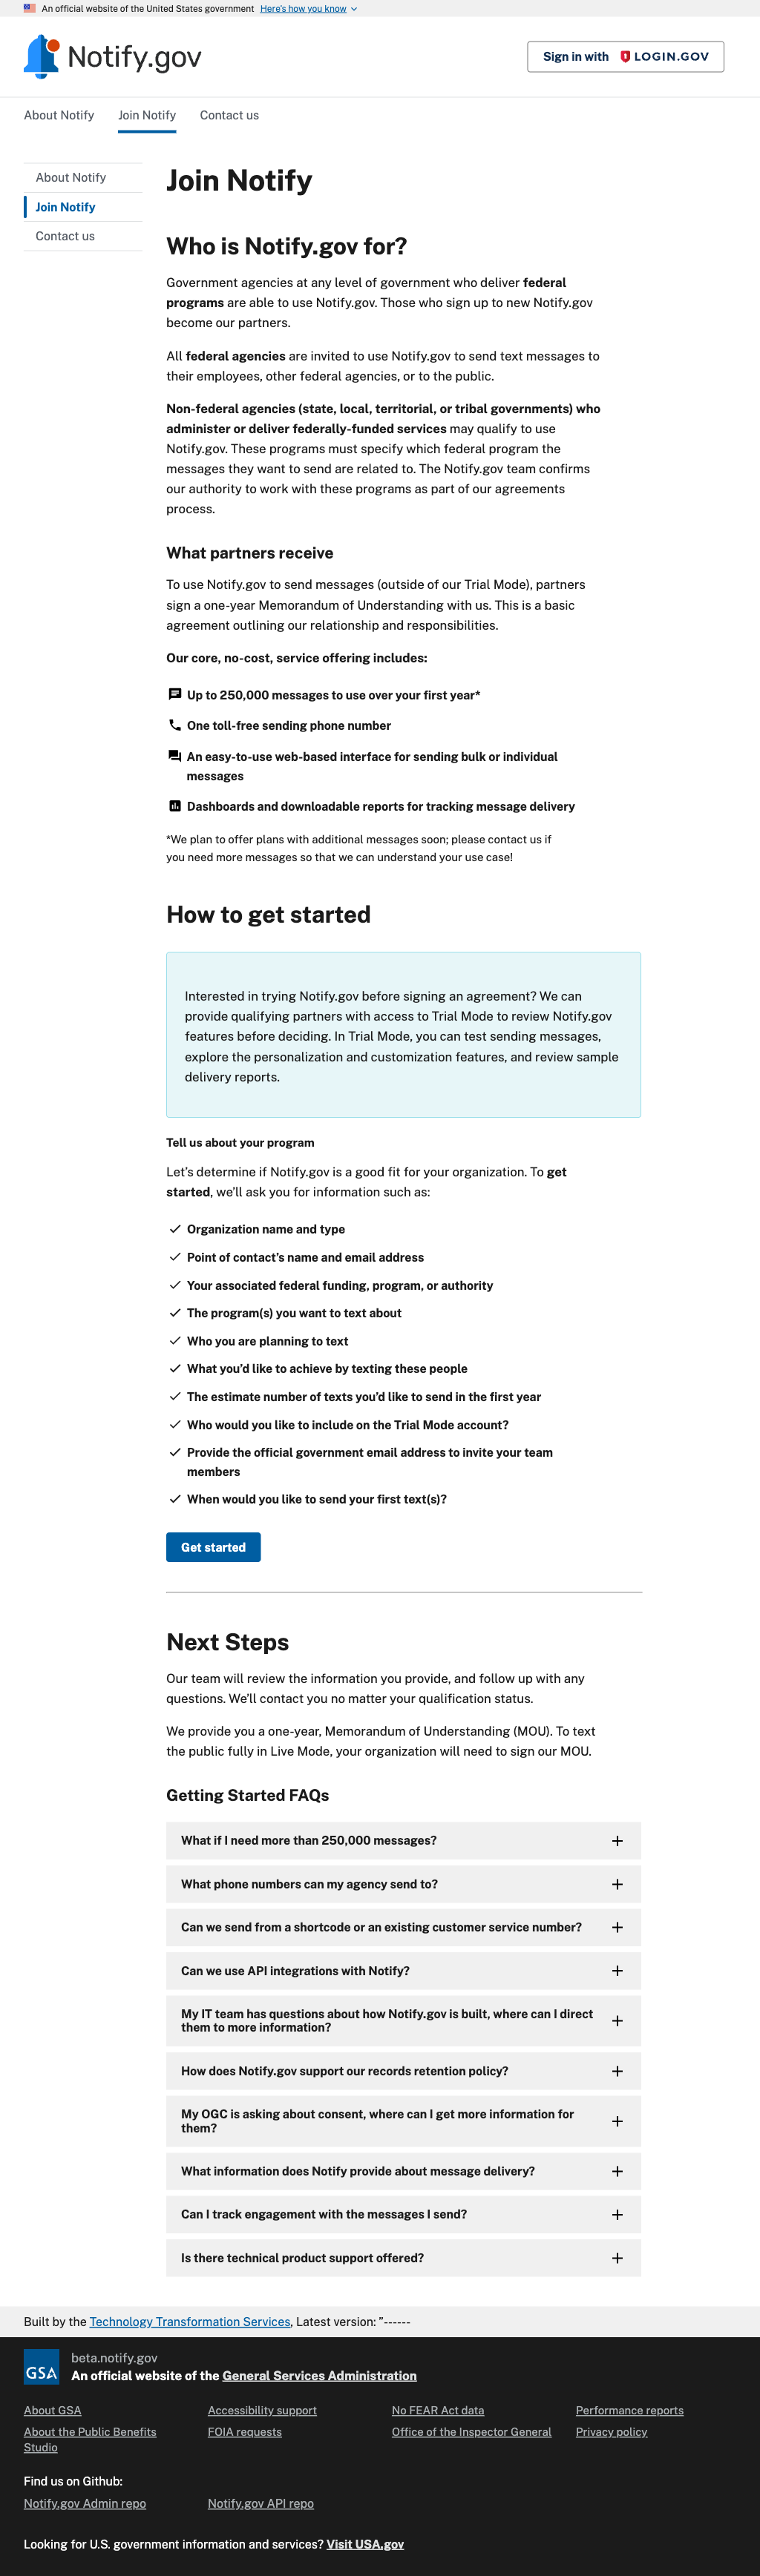 An official website of the United States government Here's how you know
Notify.gov
Sign in with LOGIN.GOV
About Notify Join Notify Contact us
About Notify
Join Notify
Contact us
Join Notify
Who is Notify.gov for?
Government agencies at any level of government who deliver federal
programs are able to use Notify.gov. Those who sign up to new Notify.gov
become our partners.
All federal agencies are invited to use Notify.gov to send text messages to
their employees, other federal agencies, or to the public.
Non-federal agencies (state, local, territorial, or tribal governments) who
administer or deliver federally-funded services may qualify to use
Notify.gov. These programs must specify which federal program the
messages they want to send are related to. The Notify.gov team confirms
our authority to work with these programs as part of our agreements
process.
What partners receive
To use Notify.gov to send messages (outside of our Trial Mode), partners
sign a one-year Memorandum of Understanding with us. This is a basic
agreement outlining our relationship and responsibilities.
Our core, no-cost, service offering includes:
Up to 250,000 messages to use over your first year*
One toll-free sending phone number
An easy-to-use web-based interface for sending bulk or individual
messages
Dashboards and downloadable reports for tracking message delivery
*We plan to offer plans with additional messages soon; please contact us if
you need more messages so that we can understand your use case!
How to get started
Interested in trying Notify.gov before signing an agreement? We can
provide qualifying partners with access to Trial Mode to review Notify.gov
features before deciding. In Trial Mode, you can test sending messages,
explore the personalization and customization features, and review sample
delivery reports.
Tell us about your program
Let's determine if Notify.gov is a good fit for your organization. To get
started, we'll ask you for information such as:
Organization name and type
Point of contact's name and email address
Your associated federal funding, program, or authority
The program(s) you want to text about
Who you are planning to text
What you'd like to achieve by texting these people
The estimate number of texts you'd like to send in the first year
Who would you like to include on the Trial Mode account?
Provide the official government email address to invite your team
members
When would you like to send your first text(s)?
Get started
Next Steps
Our team will review the information you provide, and follow up with any
questions. We'll contact you no matter your qualification status.
We provide you a one-year, Memorandum of Understanding (MOU). To text
the public fully in Live Mode, your organization will need to sign our MOU.
Getting Started FAQs
What if I need more than 250,000 messages?
What phone numbers can my agency send to?
Can we send from a shortcode or an existing customer service number?
Can we use API integrations with Notify?
My IT team has questions about how Notify.gov is built, where can I direct
them to more information?
How does Notify.gov support our records retention policy?
My OGC is asking about consent, where can I get more information for
them?
What information does Notify provide about message delivery?
Can I track engagement with the messages I send?
Is there technical product support offered?
Built by the Technology Transformation Services, Latest version: "------
GSA
beta.notify.gov
An official website of the General Services Administration
About GSA Accessibility support No FEAR Act data Performance reports
About the Public Benefits FOIA requests Office of the Inspector General Privacy policy
Studio
Find us on Github:
Notify.gov Admin repo Notify.gov API repo
Looking for U.S. government information and services? Visit USA.gov